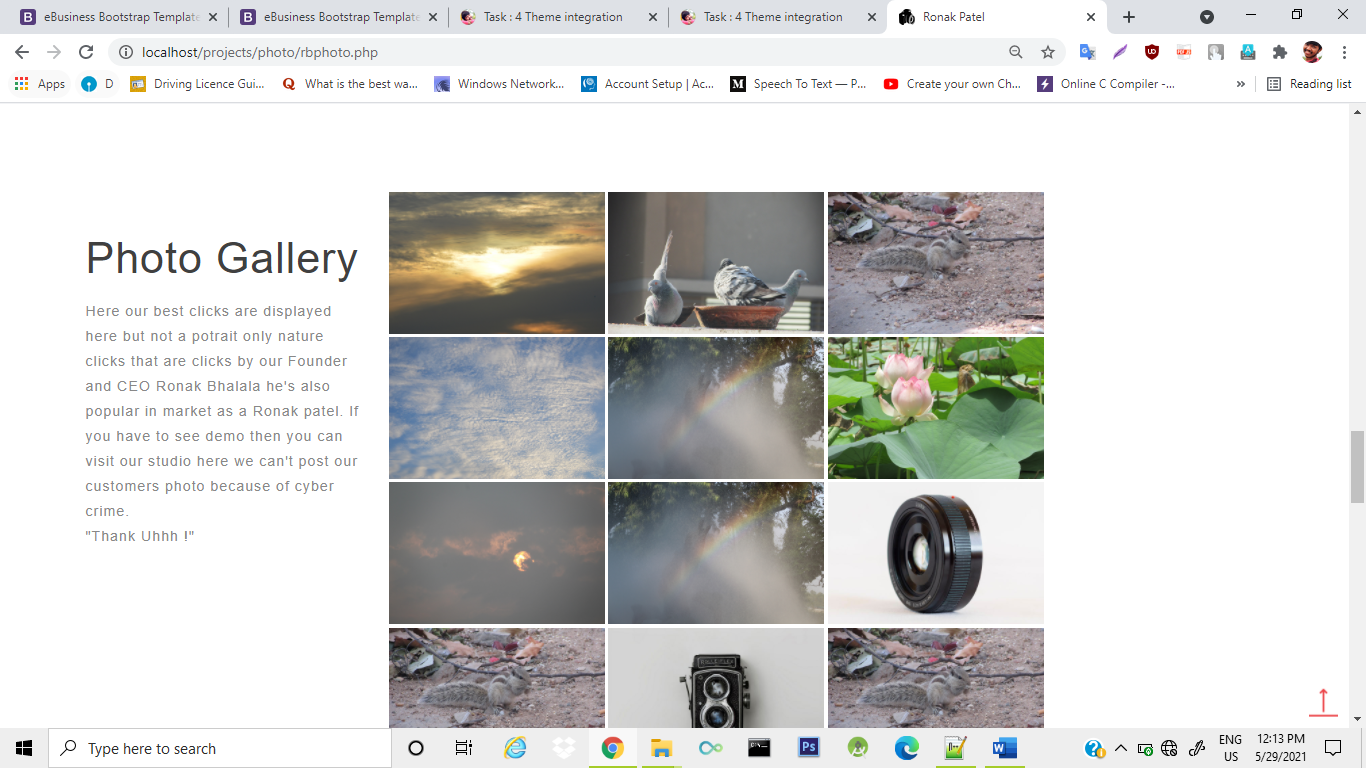 eBusiness Bootstrap Template
eBusiness Bootstrap Template
Task : 4 Theme integration
Task : 4 Theme integration
Ronak Patel
localhost/projects/photo/rbphoto.php
Apps
D
Driving Licence Gui...
What is the best wa...
Windows Network...
Account Setup | Ac...
Speech To Text — P...
Create your own Ch...
Online C Compiler -...
»
Reading list
Photo Gallery
Here our best clicks are displayed
here but not a potrait only nature
clicks that are clicks by our Founder
and CEO Ronak Bhalala he's also
popular in market as a Ronak patel. If
you have to see demo then you can
visit our studio here we can't post our
customers photo because of cyber
crime.
"Thank Uhhh !"
Type here to search
ENG
US
12:13 PM
5/29/2021